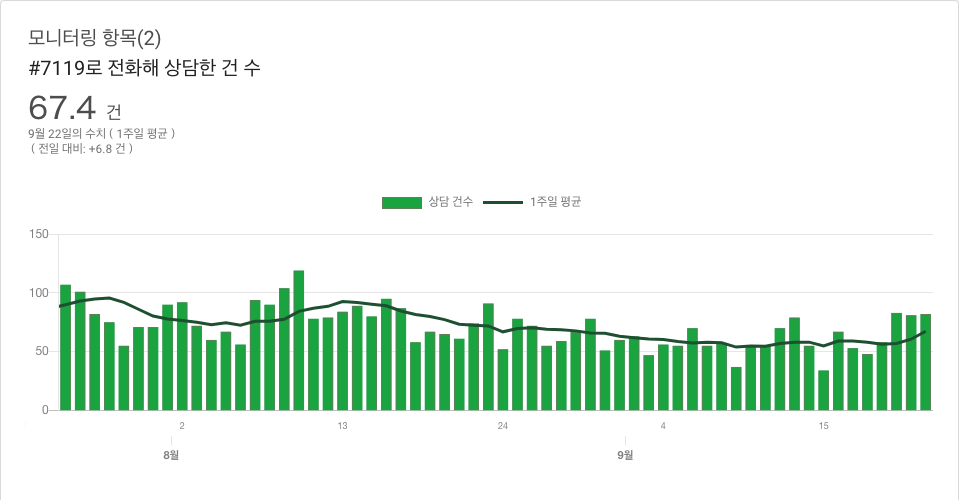 모니터링 항목(2)
#7119로 전화해 상담한 건 수
67.4 건
9월 22일의 수치 ( 1주일 평균 )
( 전일 대비: +6.8 건 )
상담 건수 1주일 평균
150
100
50
0
2 13 24 4 15
8월 9월